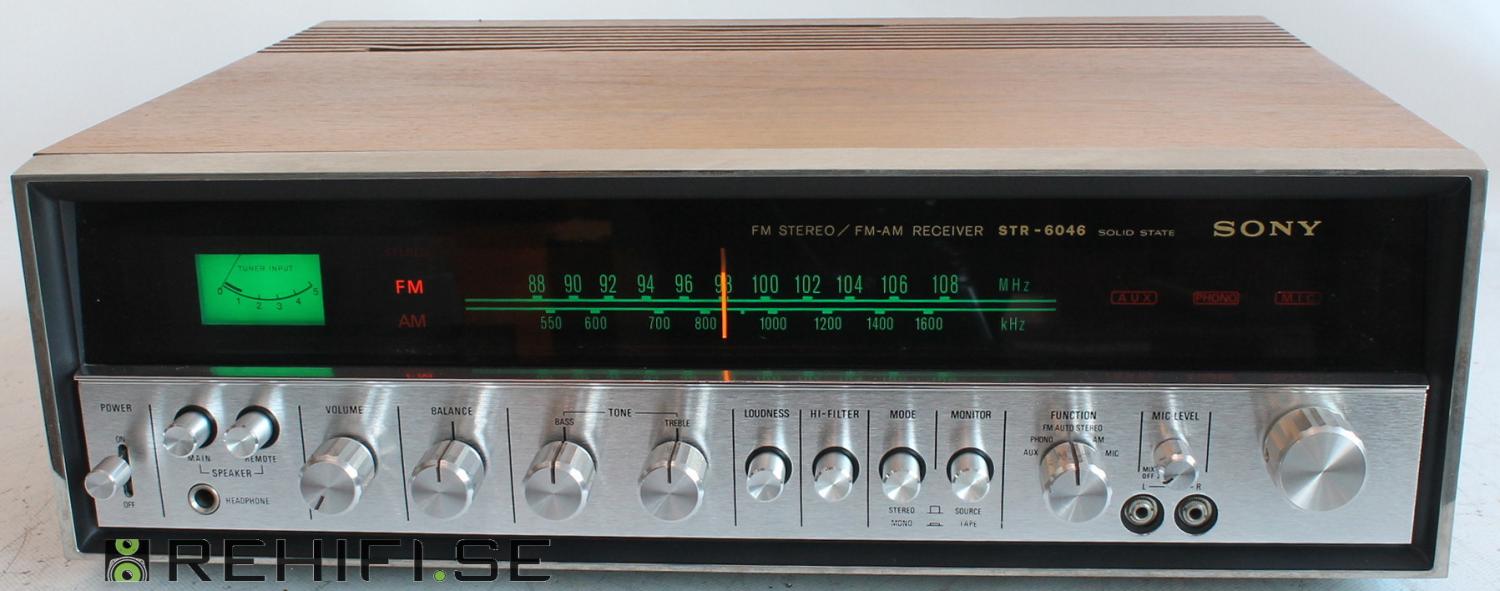 FM STEREO / FM-AM RECEIVER STR-6046 SOLID STATE SONY
TUNER INPUT
0 1 2 3 4 5
STEREO
FM
AM
88 90 92 94 96 98 100 102 104 106 108 MHz
550 600 700 800 1000 1200 1400 1600 kHz
AUX PHONO MIC
POWER
ON
OFF
MAIN REMOTE
SPEAKER
HEADPHONE
VOLUME
BALANCE
TONE
BASS TREBLE
LOUDNESS
HI-FILTER
MODE
STEREO
MONO
MONITOR
SOURCE
TAPE
FUNCTION
FM AUTO STEREO
PHONO AM
AUX MIC
MIC LEVEL
MIX
OFF
L R
REHIFI.SE